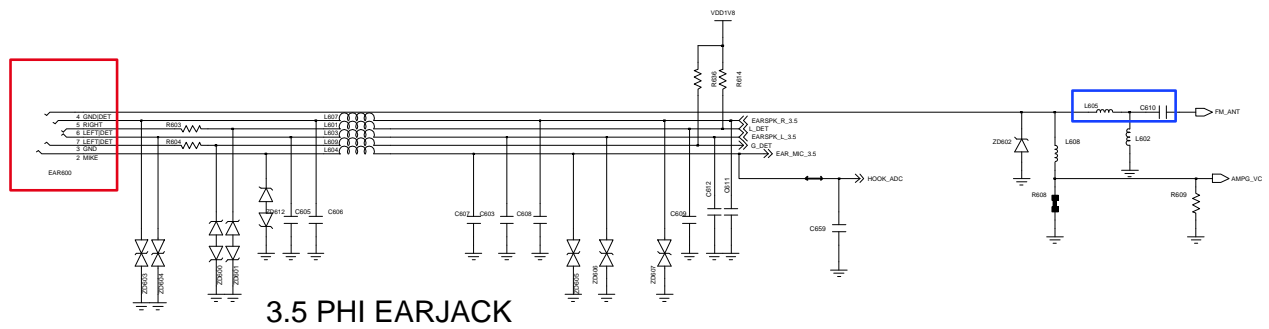 VDD1V8
R636
R614
L605
C610
FM_ANT
4 GND|DET
5 RIGHT
6 LEFT|DET
7 LEFT|DET
3 GND
2 MIKE
EAR600
R603
R604
L607
L601
L603
L609
L604
EARSPK_R_3.5
L_DET
EARSPK_L_3.5
G_DET
EAR_MIC_3.5
HOOK_ADC
ZD602
L608
L602
AMPG_VC
R608
R609
ZD612
C605
C606
C607
C603
C608
C609
C612
C611
C659
ZD603
ZD604
ZD600
ZD601
ZD605
ZD606
ZD607
3.5 PHI EARJACK